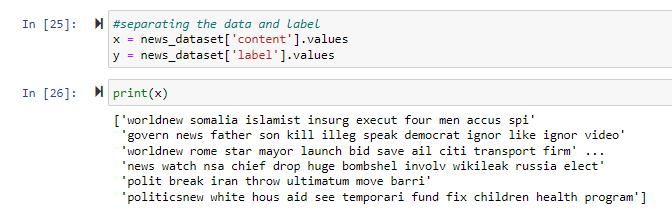 In [25]: #separating the data and label
x = news_dataset['content'].values
y = news_dataset['label'].values
In [26]: print(x)
['worldnew somalia islamist insurg execut four men accus spi'
'govern news father son kill illeg speak democrat ignor like ignor video'
'worldnew rome star mayor launch bid save ail citi transport firm' ...
'news watch nsa chief drop huge bombshel involv wikileak russia elect'
'polit break iran throw ultimatum move barri'
'politicsnew white hous aid see temporari fund fix children health program']